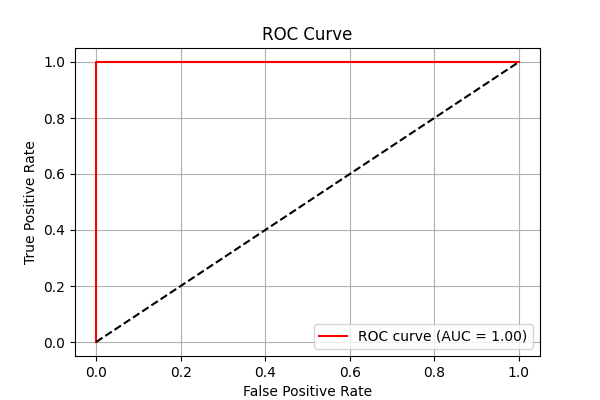 ROC Curve
1.0
0.8
0.6
0.4
0.2
0.0
True Positive Rate
ROC curve (AUC = 1.00)
0.0 0.2 0.4 0.6 0.8 1.0
False Positive Rate